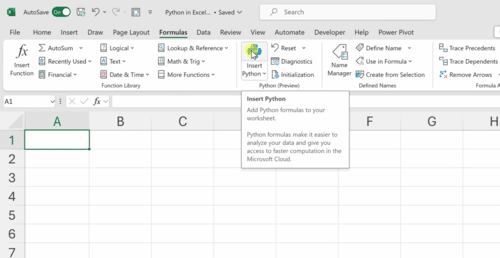 AutoSave On Python in Excel... • Saved Search
File Home Insert Draw Page Layout Formulas Data Review View Automate Developer Help Power Pivot
Insert Function
AutoSum
Recently Used
Financial
Logical
Text
Date & Time
Lookup & Reference
Math & Trig
More Functions
Function Library
Insert Python
Reset
Diagnostics
Initialization
Python (Preview)
Name Manager
Define Name
Use in Formula
Create from Selection
Defined Names
Trace Precedents
Trace Dependents
Remove Arrows
Formula A
A1 fx
Insert Python
Add Python formulas to your
worksheet.
Python formulas make it easier to
analyze your data and give you
access to faster computation in the
Microsoft Cloud.
A B C F G H
1
2
3
4
5
6
7